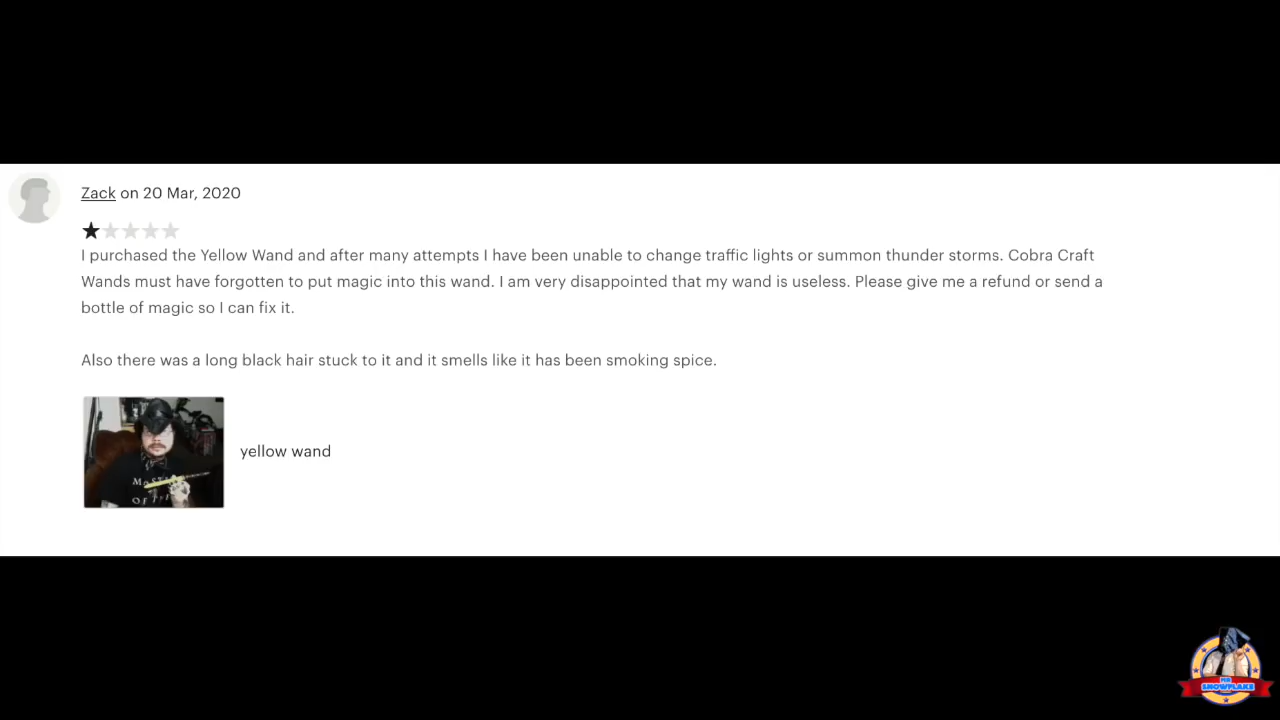 Zack on 20 Mar, 2020
I purchased the Yellow Wand and after many attempts I have been unable to change traffic lights or summon thunder storms. Cobra Craft
Wands must have forgotten to put magic into this wand. I am very disappointed that my wand is useless. Please give me a refund or send a
bottle of magic so I can fix it.
Also there was a long black hair stuck to it and it smells like it has been smoking spice.
OF
yellow wand
SNOWFLAKE